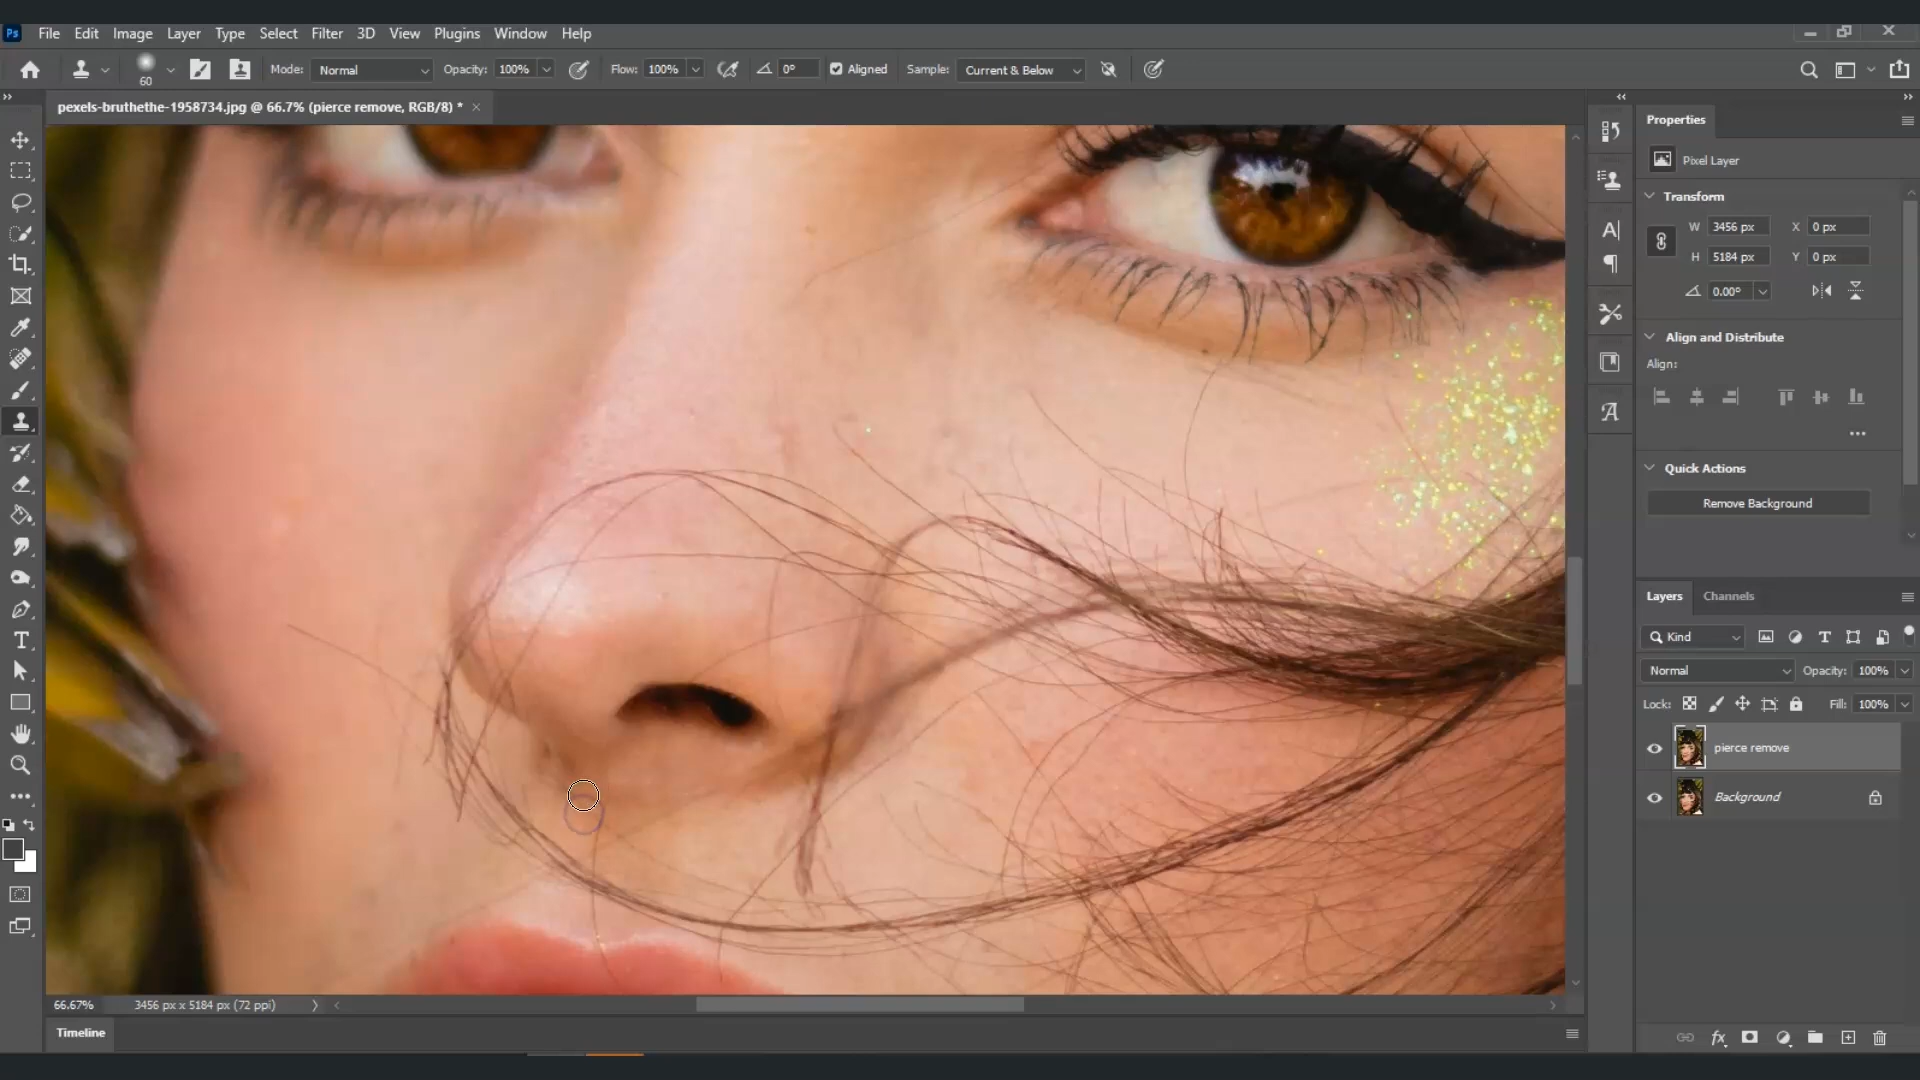 Ps File Edit Image Layer Type Select Filter 3D View Plugins Window Help
60 Mode: Normal Opacity: 100% Flow: 100% 0° Aligned Sample: Current & Below
pexels-bruthethe-1958734.jpg @ 66.7% (pierce remove, RGB/8) *
Properties
Pixel Layer
Transform
W 3456 px X 0 px
H 5184 px Y 0 px
0.00°
Align and Distribute
Align:
Quick Actions
Remove Background
Layers Channels
Kind
Normal Opacity: 100%
Lock: Fill: 100%
pierce remove
Background
66.67% 3456 px x 5184 px (72 ppi)
Timeline